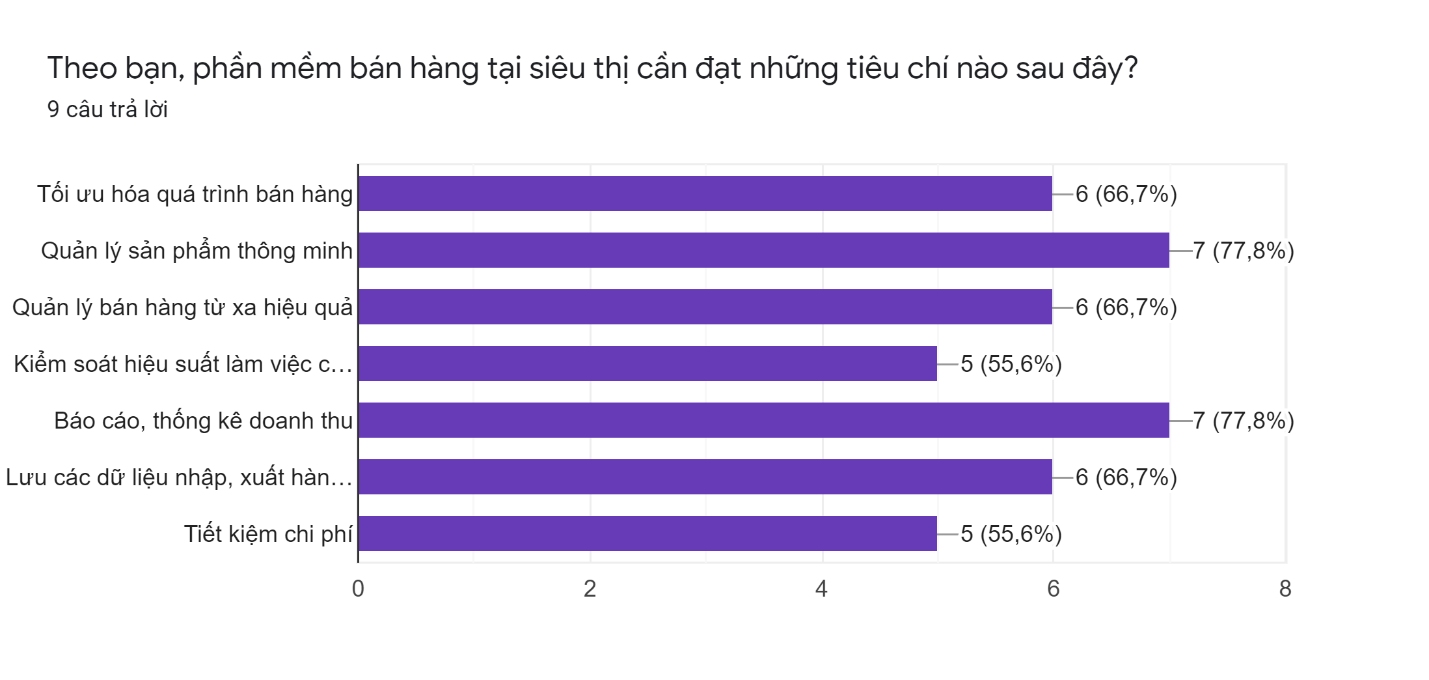 Theo bạn, phần mềm bán hàng tại siêu thị cần đạt những tiêu chí nào sau đây?
9 câu trả lời
Tối ưu hóa quá trình bán hàng 6 (66,7%)
Quản lý sản phẩm thông minh 7 (77,8%)
Quản lý bán hàng từ xa hiệu quả 6 (66,7%)
Kiểm soát hiệu suất làm việc c… 5 (55,6%)
Báo cáo, thống kê doanh thu 7 (77,8%)
Lưu các dữ liệu nhập, xuất hàn… 6 (66,7%)
Tiết kiệm chi phí 5 (55,6%)
0 2 4 6 8